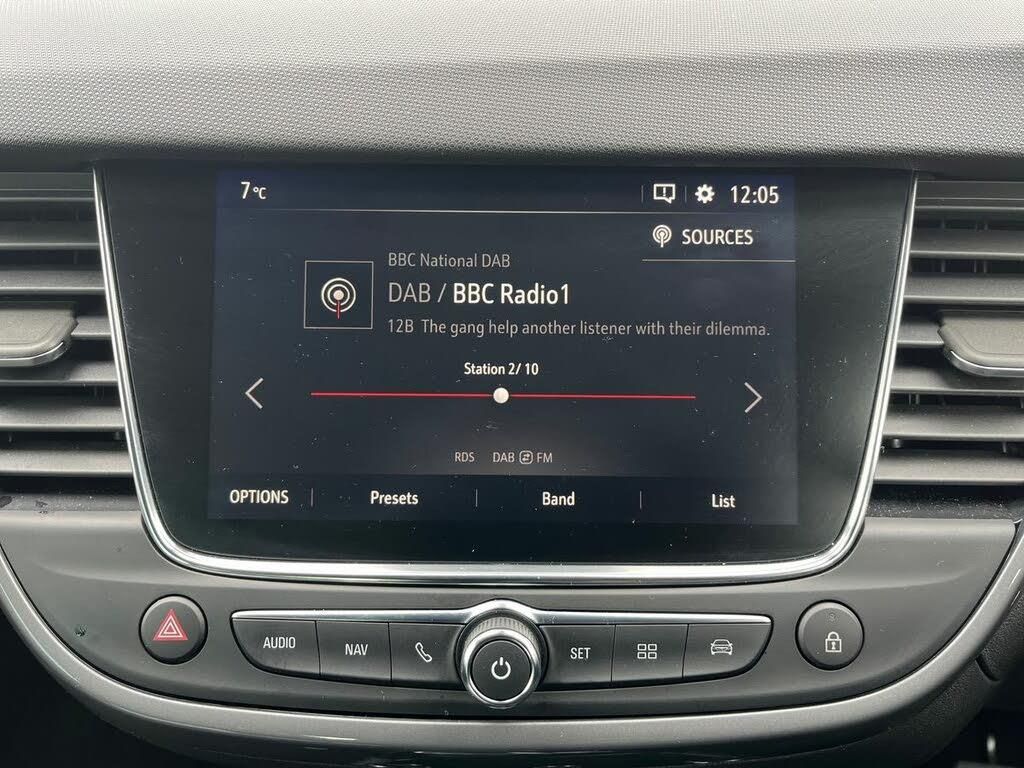 7 °C
12:05
SOURCES
BBC National DAB
DAB / BBC Radio1
12B The gang help another listener with their dilemma.
Station 2/ 10
RDS DAB FM
OPTIONS Presets Band List
AUDIO NAV SET